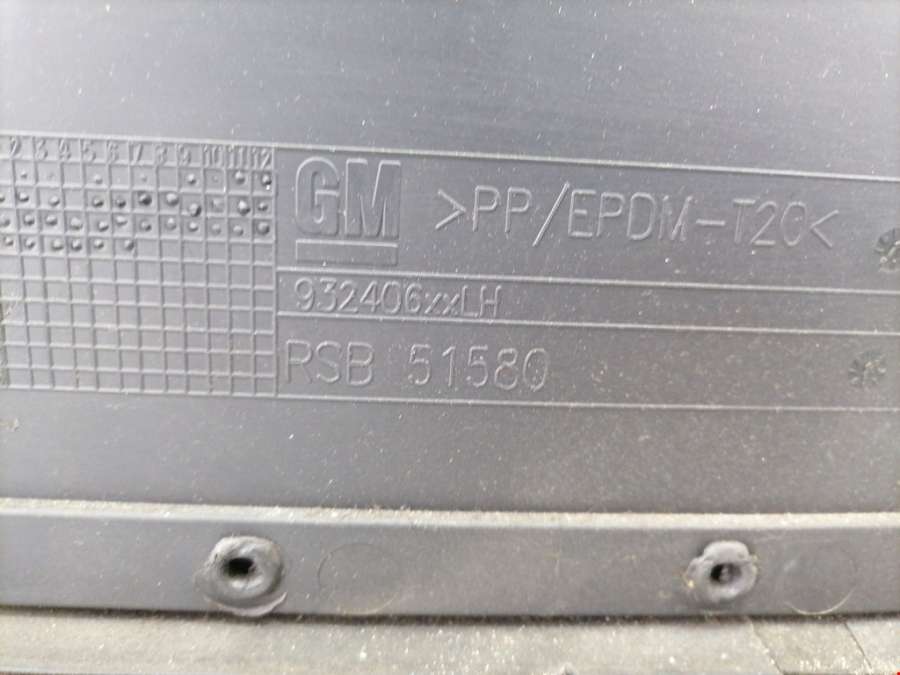 2 3 4 5 6 7 8 9 10 11 12
GM >PP/EPDM-T20<
932406xxLH
RSB 51580